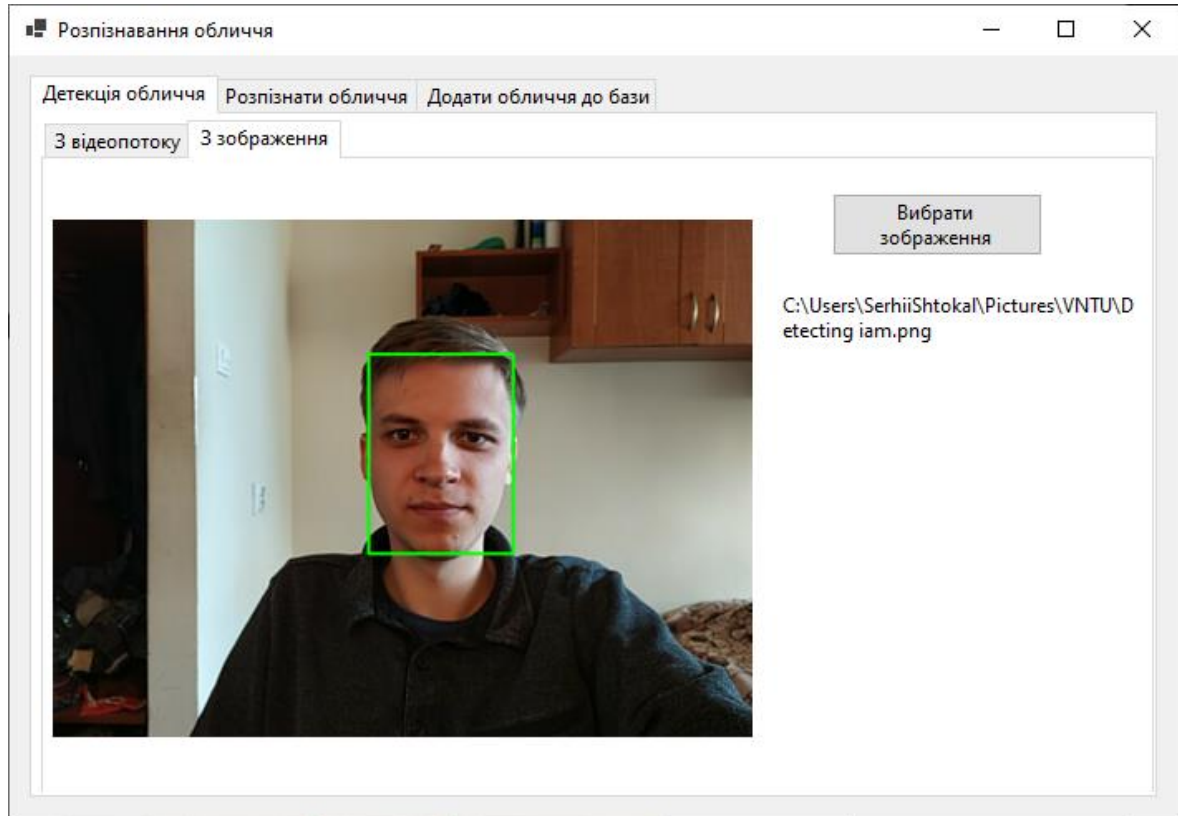 Розпізнавання обличчя
Детекція обличчя
Розпізнати обличчя
Додати обличчя до бази
З відеопотоку
З зображення
Вибрати
зображення
C:\Users\SerhiiShtokal\Pictures\VNTU\D
etecting iam.png